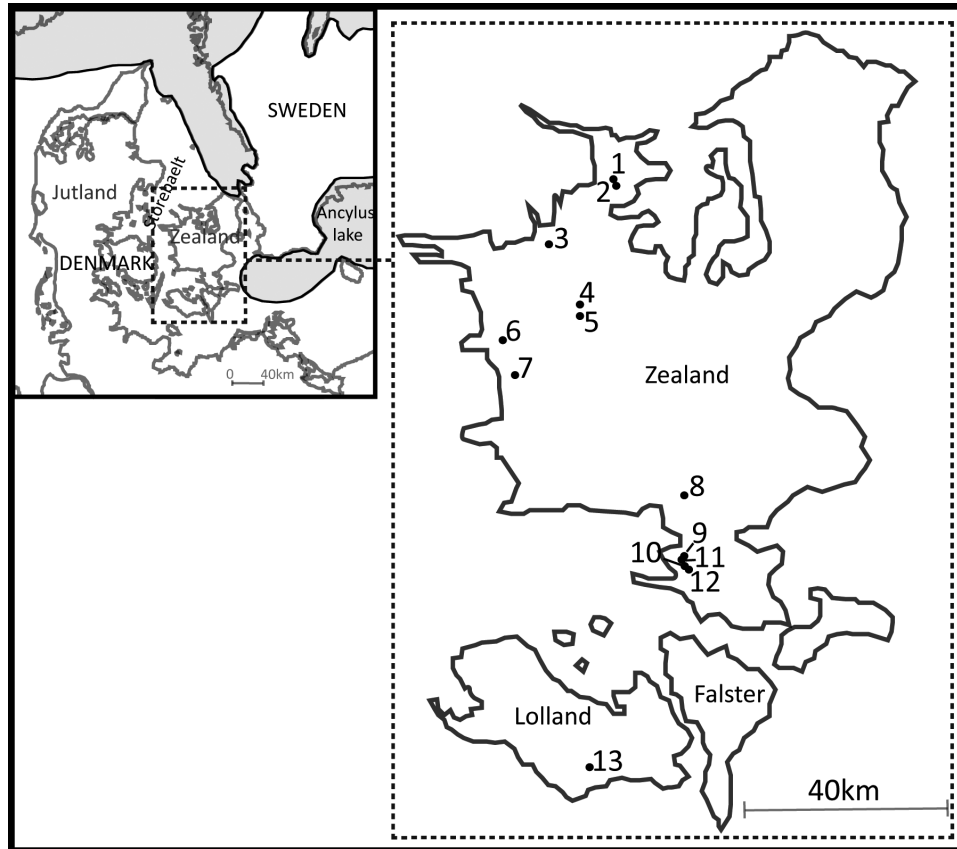 SWEDEN
Jutland
Storebaelt
Ancylus
lake
Zealand
DENMARK
0 40km
1
2
3
4
5
6
7
Zealand
8
9
10
11
12
Falster
Lolland
13
40km